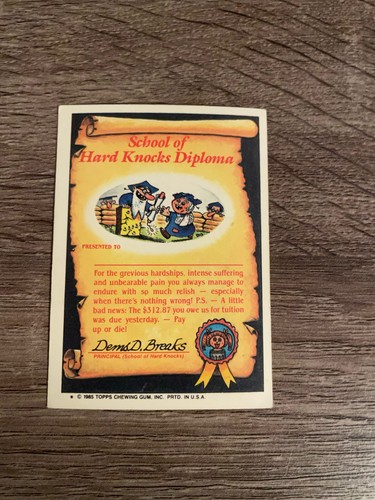 School of
Hard Knocks Diploma
PRESENTED TO
For the grevious hardships, intense suffering
and unbearable pain you always manage to
endure with so much relish — especially
when there's nothing wrong! P.S. — A little
bad news: The $312.87 you owe us for tuition
was due yesterday. — Pay
up or die!
Demd D. Breaks
PRINCIPAL (School of Hard Knocks)
* © 1985 TOPPS CHEWING GUM, INC. PRTD. IN U.S.A.